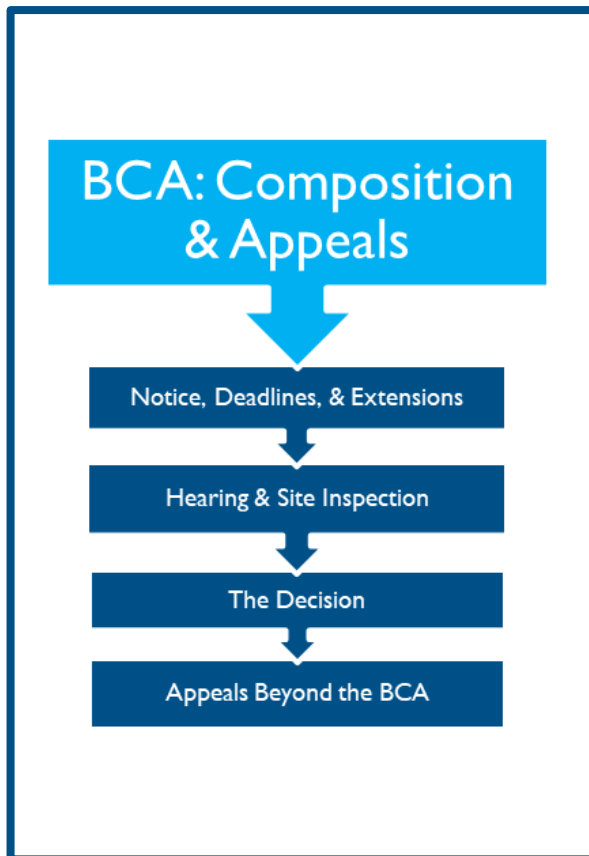 BCA: Composition
& Appeals
Notice, Deadlines, & Extensions
Hearing & Site Inspection
The Decision
Appeals Beyond the BCA